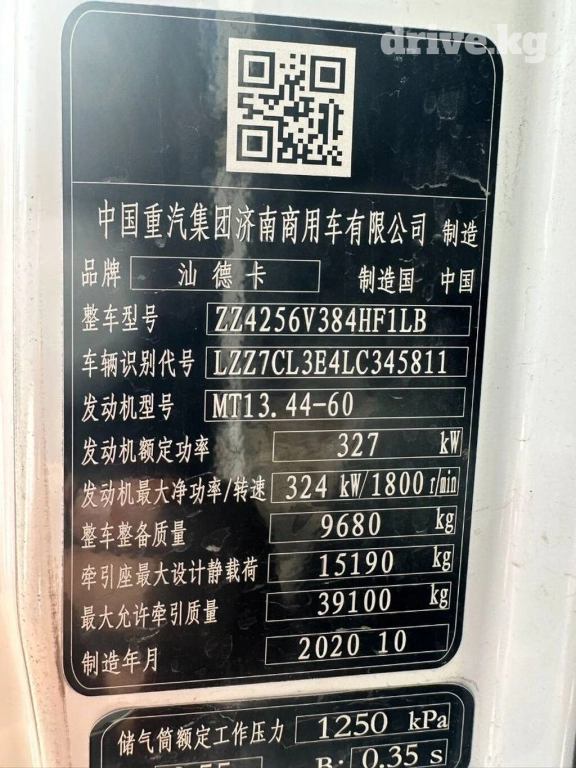 drive.kg
中国重汽集团济南商用车有限公司 制造
品牌 汕德卡 制造国 中国
整车型号 ZZ4256V384HF1LB
车辆识别代号 LZZ7CL3E4LC345811
发动机型号 MT13.44-60
发动机额定功率 327 kW
发动机最大净功率/转速 324 kW/1800 r/min
整车整备质量 9680 kg
牵引座最大设计静载荷 15190 kg
最大允许牵引质量 39100 kg
制造年月 2020 10
储气筒额定工作压力 1250 kPa
B: 0.35 s